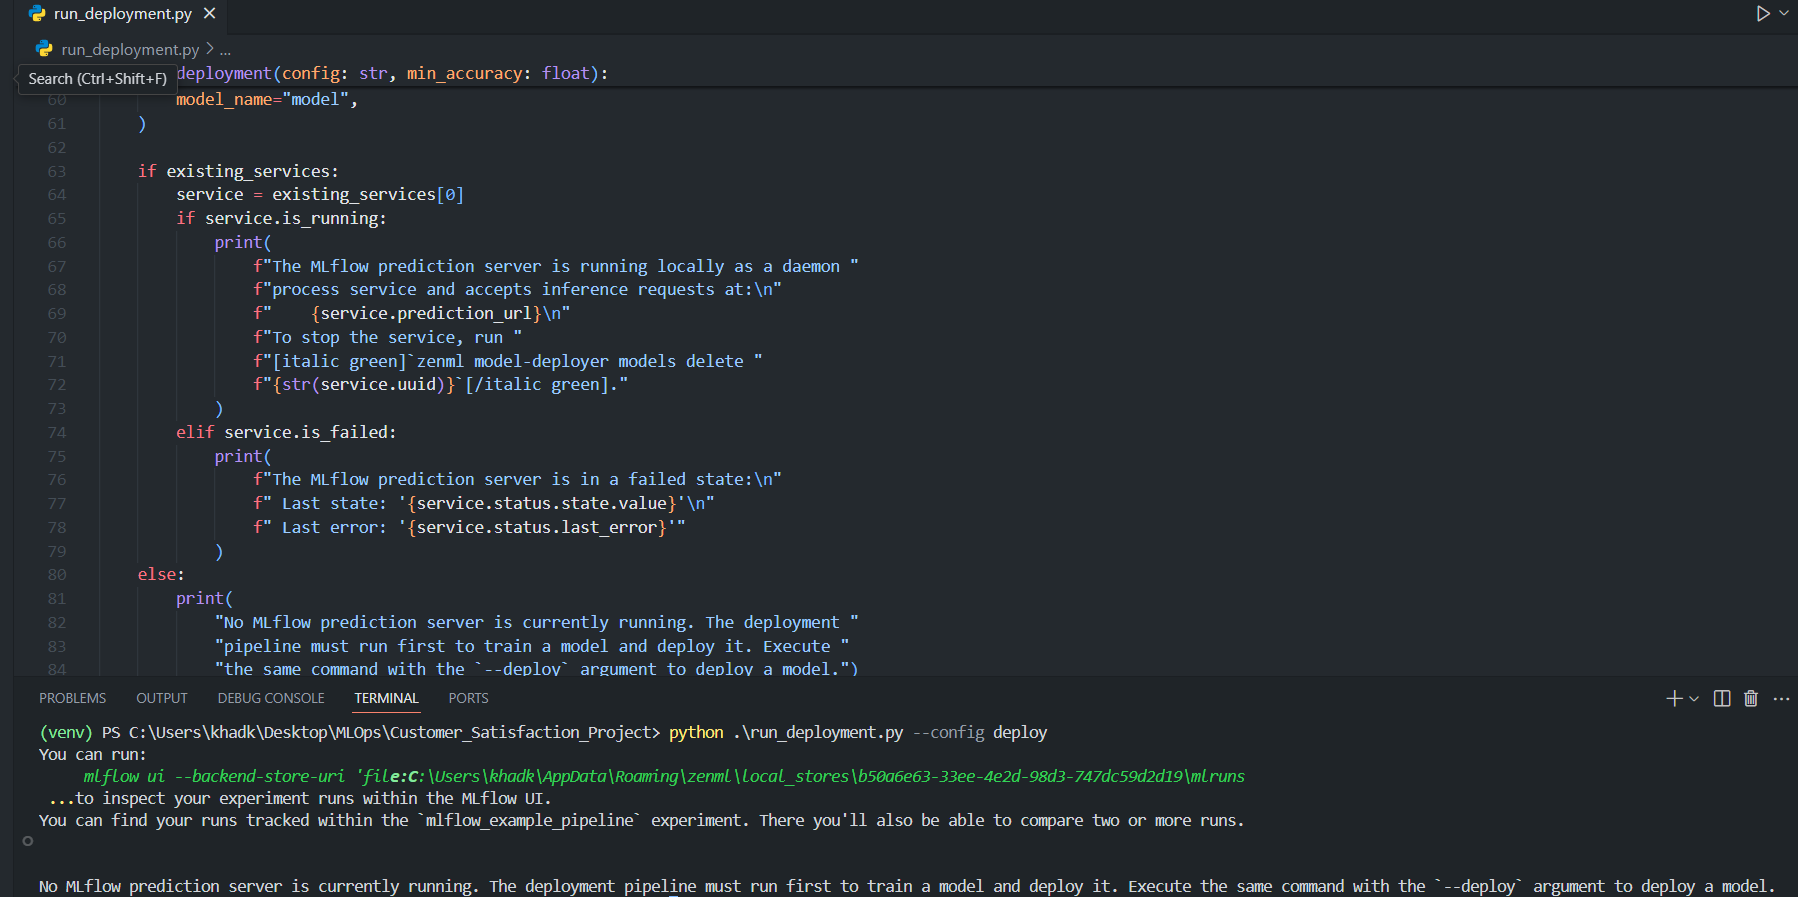 run_deployment.py
run_deployment.py > ...
Search (Ctrl+Shift+F)
deployment(config: str, min_accuracy: float):
60 model_name="model",
61 )
62
63 if existing_services:
64 service = existing_services[0]
65 if service.is_running:
66 print(
67 f"The MLflow prediction server is running locally as a daemon "
68 f"process service and accepts inference requests at:\n"
69 f"    {service.prediction_url}\n"
70 f"To stop the service, run "
71 f"[italic green]`zenml model-deployer models delete "
72 f"{str(service.uuid)}`[/italic green]."
73 )
74 elif service.is_failed:
75 print(
76 f"The MLflow prediction server is in a failed state:\n"
77 f" Last state: '{service.status.state.value}'\n"
78 f" Last error: '{service.status.last_error}'"
79 )
80 else:
81 print(
82 "No MLflow prediction server is currently running. The deployment "
83 "pipeline must run first to train a model and deploy it. Execute "
84 "the same command with the `--deploy` argument to deploy a model.")
PROBLEMS OUTPUT DEBUG CONSOLE TERMINAL PORTS
(venv) PS C:\Users\khadk\Desktop\MLOps\Customer_Satisfaction_Project> python .\run_deployment.py --config deploy
You can run:
mlflow ui --backend-store-uri 'file:C:\Users\khadk\AppData\Roaming\zenml\local_stores\b50a6e63-33ee-4e2d-98d3-747dc59d2d19\mlruns
...to inspect your experiment runs within the MLflow UI.
You can find your runs tracked within the `mlflow_example_pipeline` experiment. There you'll also be able to compare two or more runs.
No MLflow prediction server is currently running. The deployment pipeline must run first to train a model and deploy it. Execute the same command with the `--deploy` argument to deploy a model.